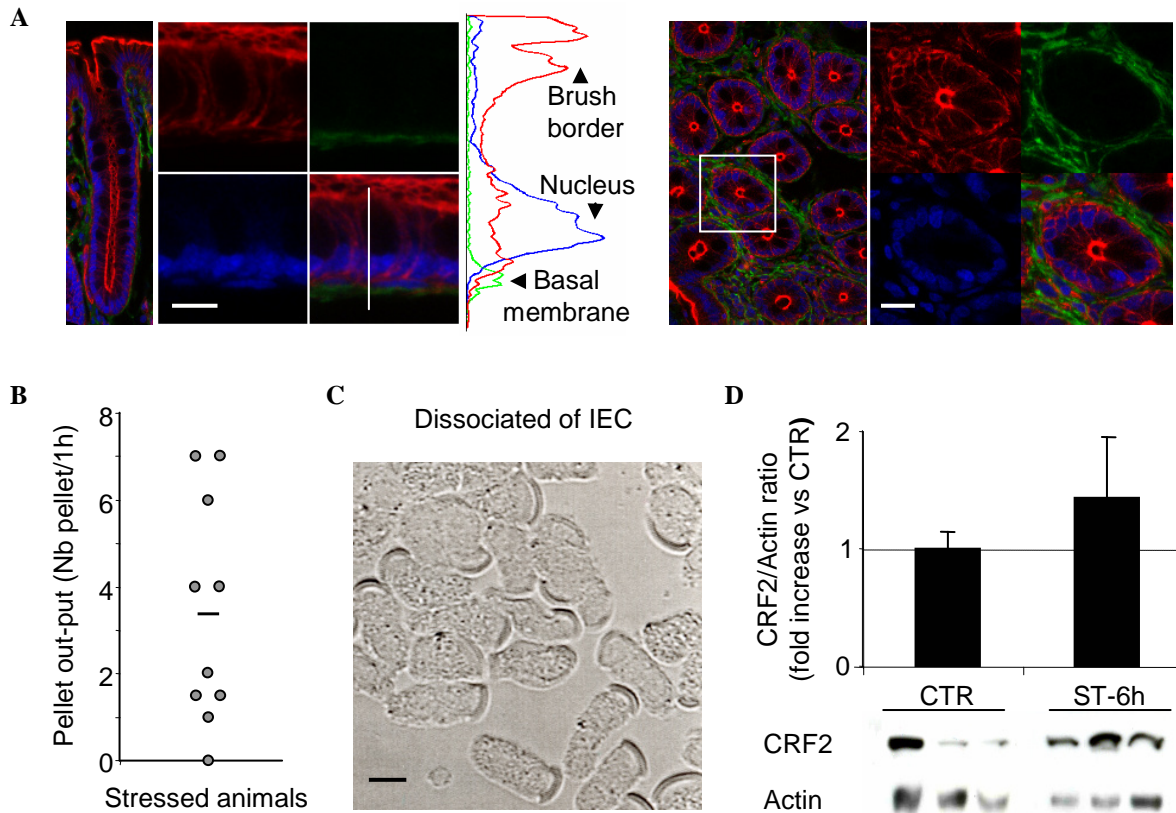 A
Brush
border
Nucleus
Basal
membrane
B
Pellet out-put (Nb pellet/1h)
8
6
4
2
0
Stressed animals
C
Dissociated of IEC
D
CRF2/Actin ratio
(fold increase vs CTR)
2
1
0
CTR ST-6h
CRF2
Actin